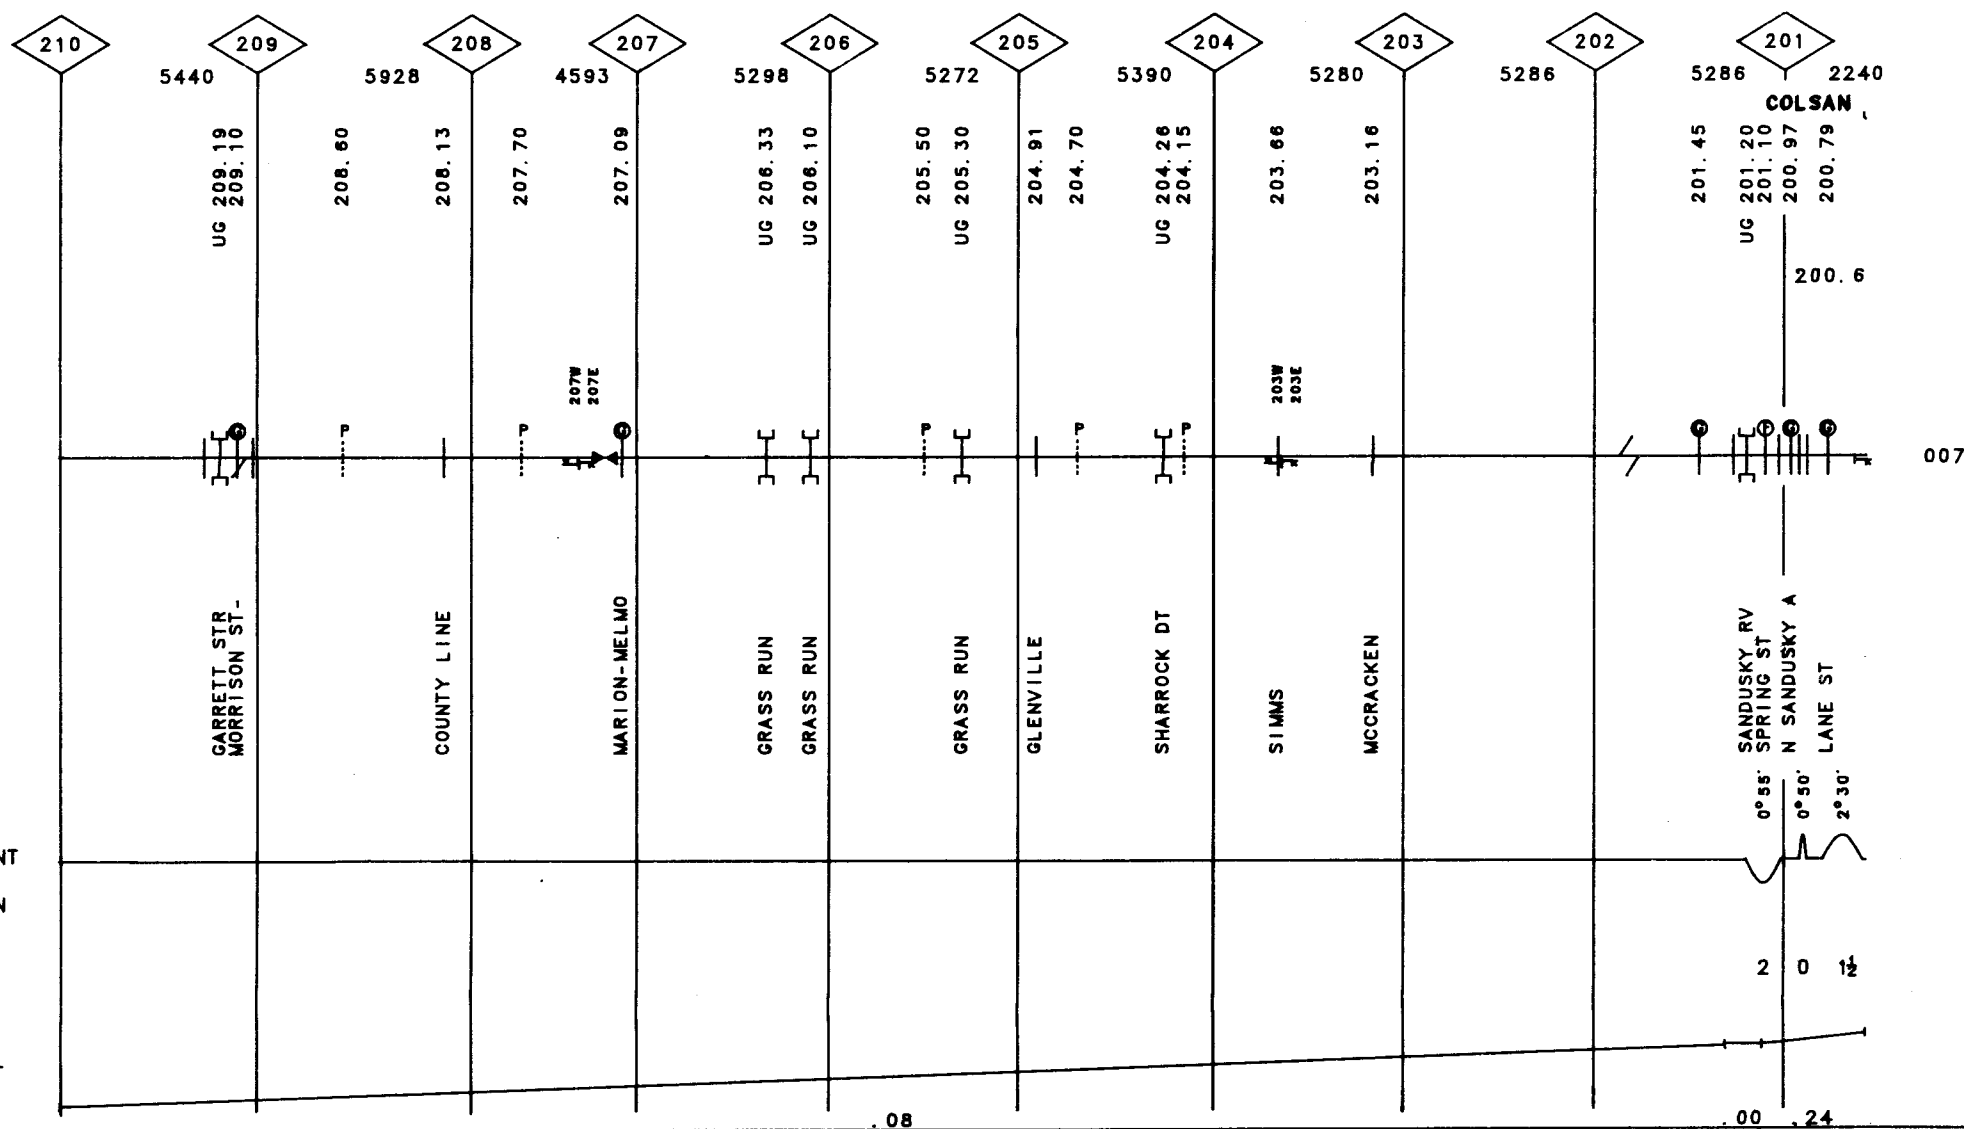 210 209 208 207 206 205 204 203 202 201
5440 5928 4593 5298 5272 5390 5280 5286 5286 2240
COLSAN
UG 209.19
209.10
208.60
208.13
207.70
207.09
UG 206.33
UG 206.10
205.50
UG 205.30
204.91
204.70
UG 204.26
204.15
203.66
203.16
201.45
UG 201.20
201.10
200.97
200.79
200.6
207W
207E
203W
203E
G P P G P P P G P G G
007
GARRETT STR
MORRISON ST-
COUNTY LINE
MARION-MELMO
GRASS RUN
GRASS RUN
GRASS RUN
GLENVILLE
SHARROCK DT
SIMMS
MCCRACKEN
SANDUSKY RV
SPRING ST
N SANDUSKY A
LANE ST
0°55'
0°50'
2°30'
NT
N
2 0 1½
.08 .00 .24